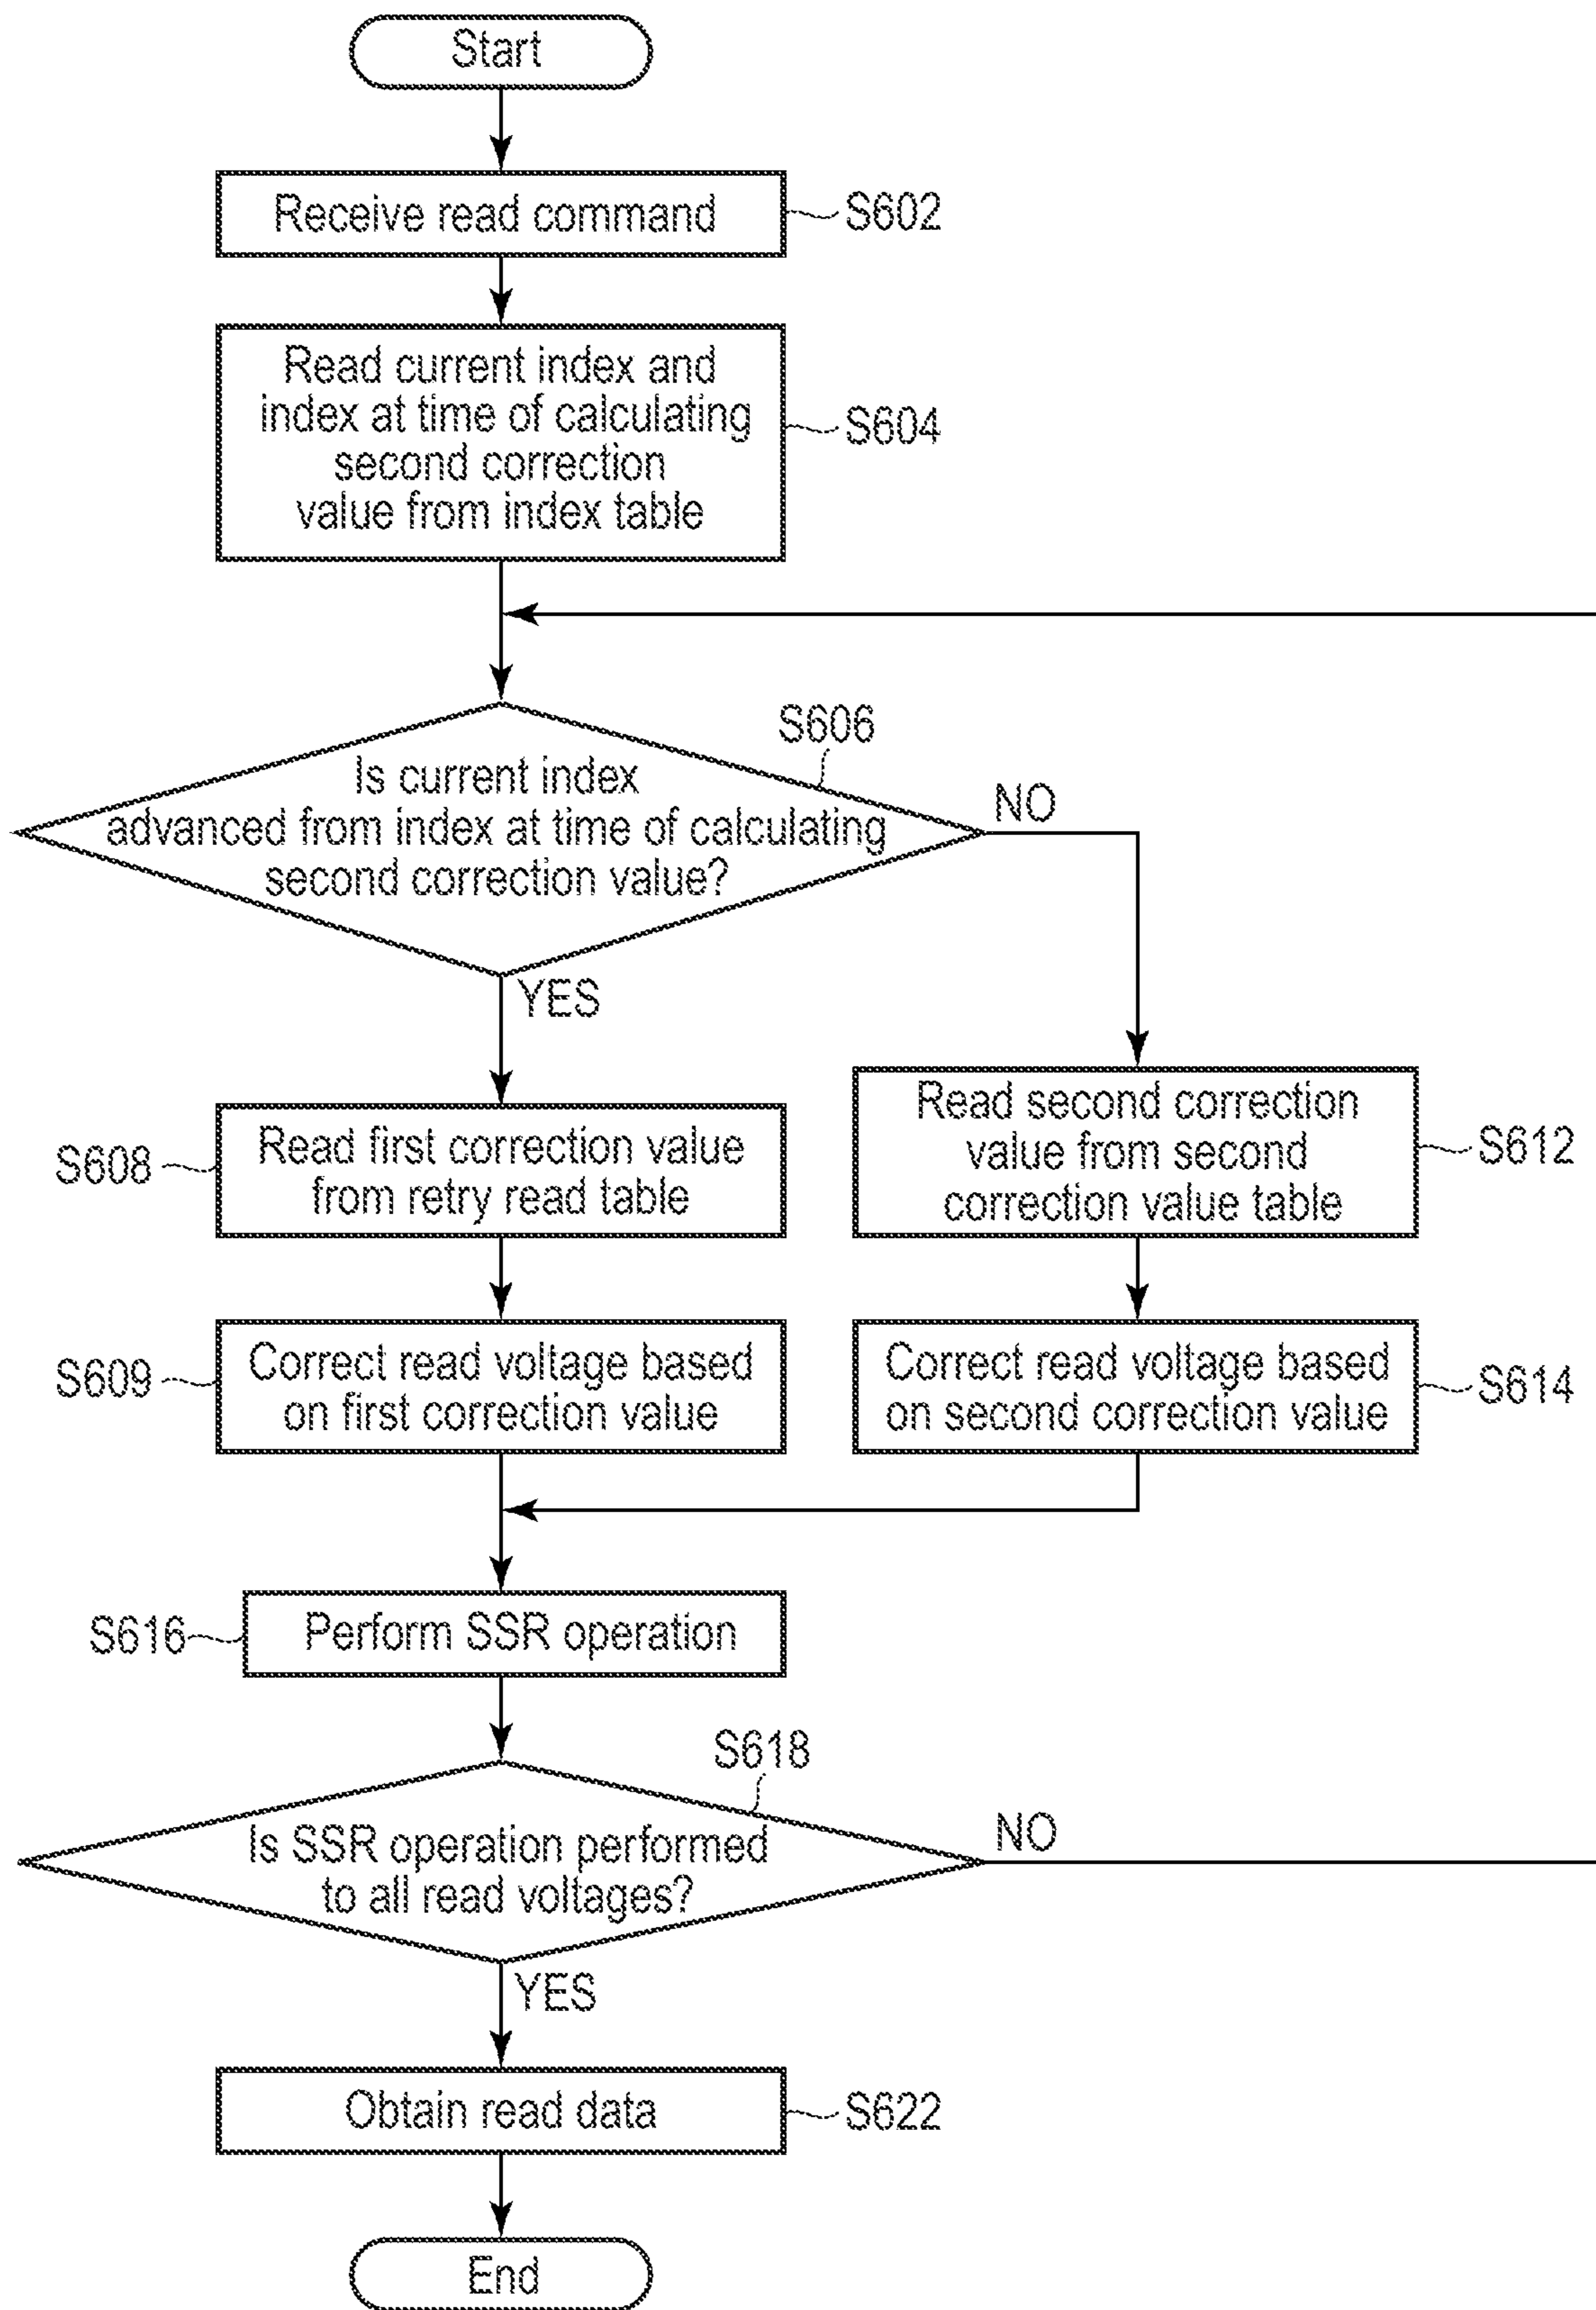 Start
Receive read command
S602
Read current index and
index at time of calculating
second correction
value from index table
S604
S606
Is current index
advanced from index at time of calculating
second correction value?
NO
YES
S608
Read first correction value
from retry read table
Read second correction
value from second
correction value table
S612
S609
Correct read voltage based
on first correction value
Correct read voltage based
on second correction value
S614
S616
Perform SSR operation
S618
Is SSR operation performed
to all read voltages?
NO
YES
Obtain read data
S622
End